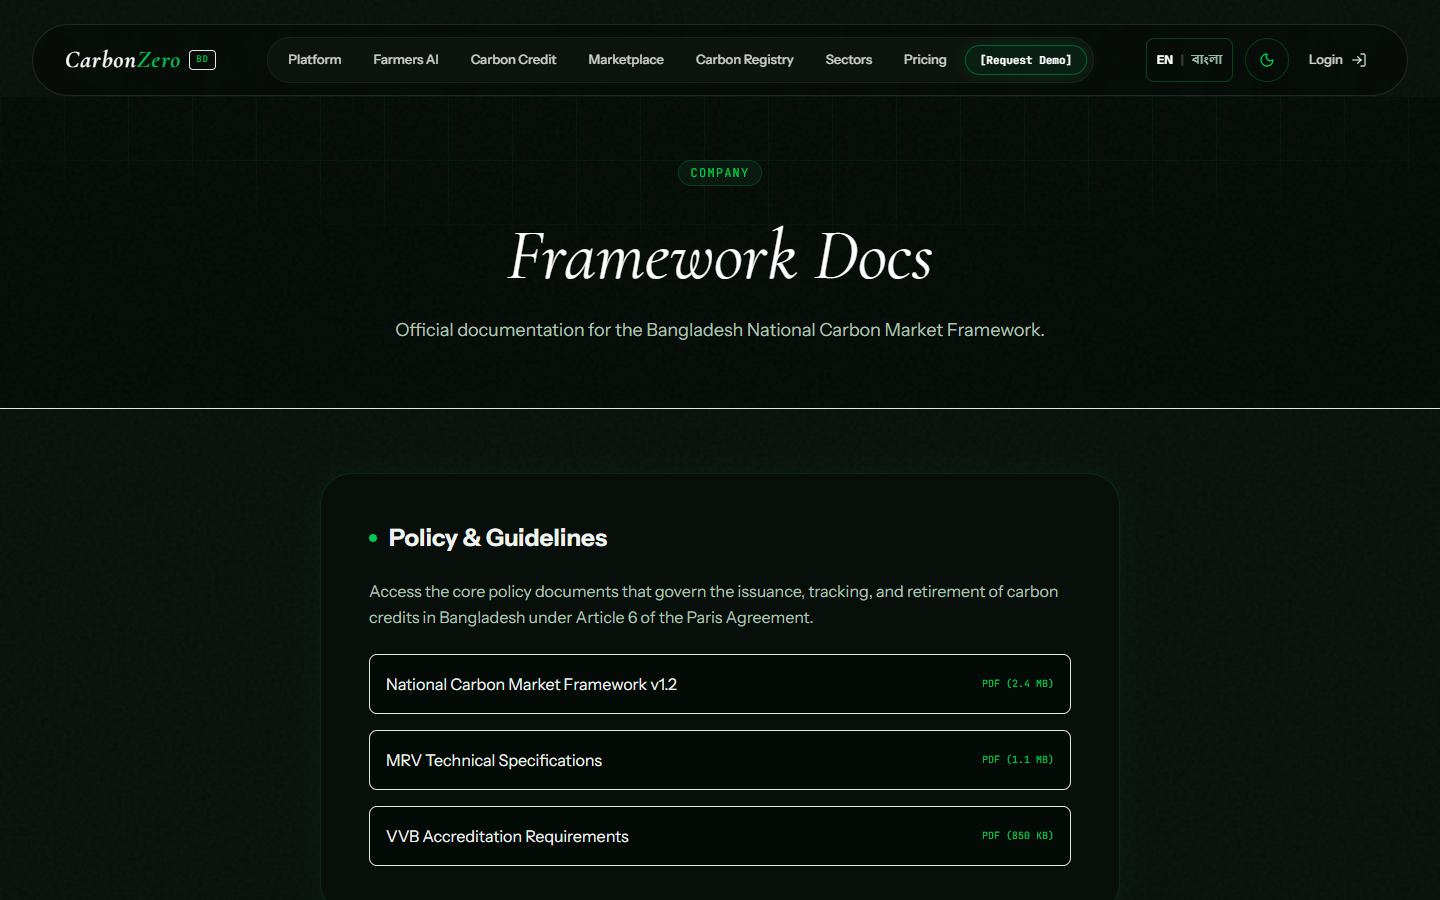 CarbonZero BD
Platform
Farmers AI
Carbon Credit
Marketplace
Carbon Registry
Sectors
Pricing
[Request Demo]
EN | বাংলা
Login
COMPANY
Framework Docs
Official documentation for the Bangladesh National Carbon Market Framework.
Policy & Guidelines
Access the core policy documents that govern the issuance, tracking, and retirement of carbon
credits in Bangladesh under Article 6 of the Paris Agreement.
National Carbon Market Framework v1.2
PDF (2.4 MB)
MRV Technical Specifications
PDF (1.1 MB)
VVB Accreditation Requirements
PDF (850 KB)